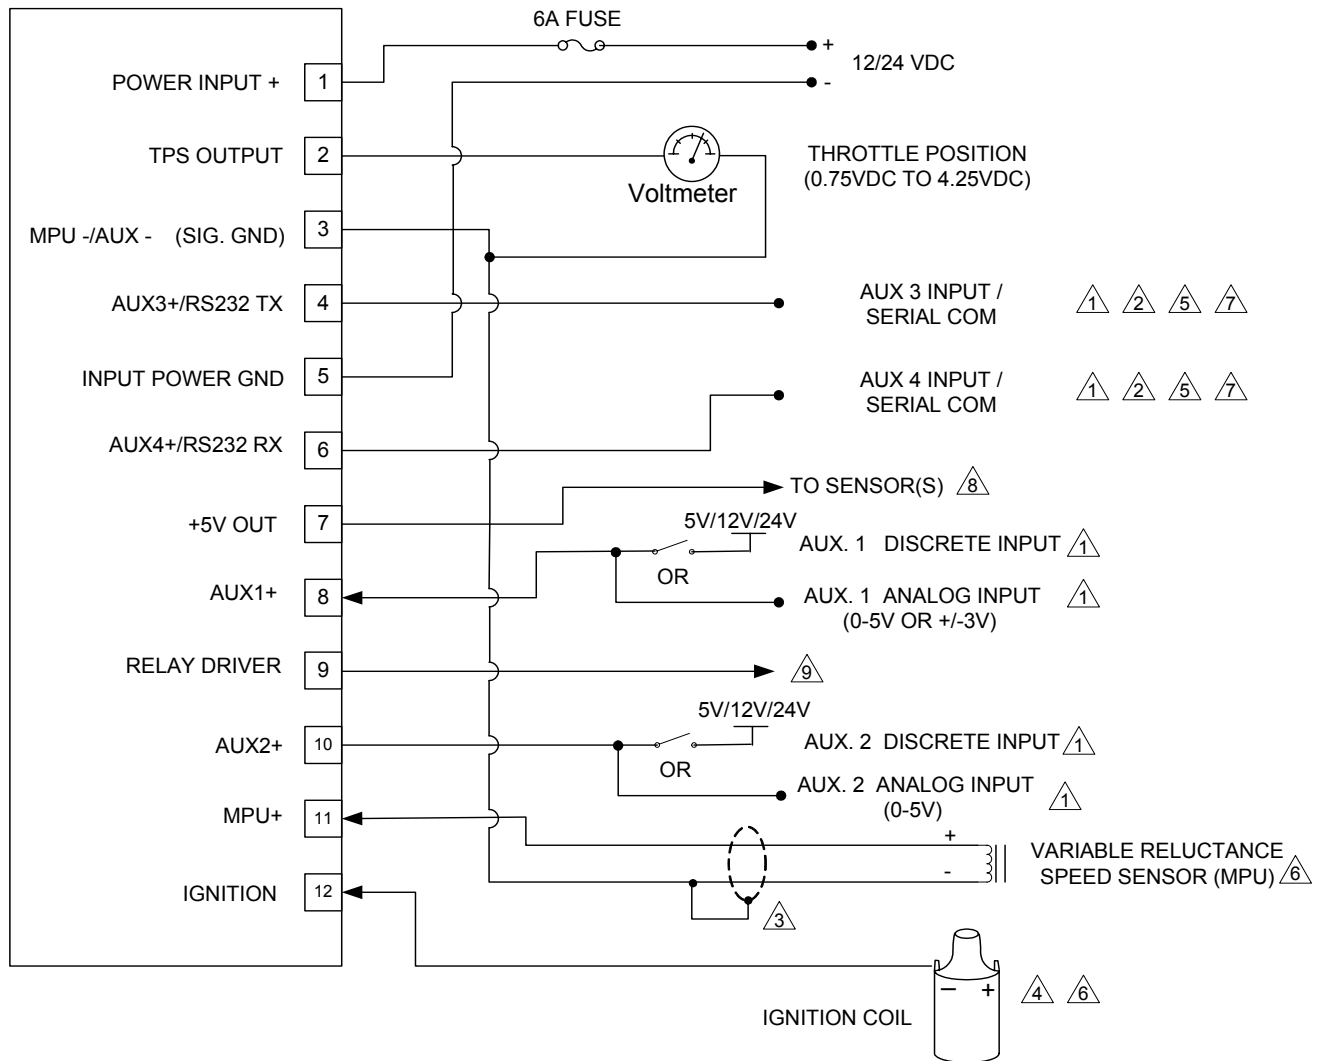 6A FUSE
+
12/24 VDC
-
POWER INPUT + 1
TPS OUTPUT 2
Voltmeter
THROTTLE POSITION
(0.75VDC TO 4.25VDC)
MPU -/AUX - (SIG. GND) 3
AUX3+/RS232 TX 4
AUX 3 INPUT /
SERIAL COM
1 2 5 7
INPUT POWER GND 5
AUX 4 INPUT /
SERIAL COM
1 2 5 7
AUX4+/RS232 RX 6
TO SENSOR(S) 8
+5V OUT 7
5V/12V/24V
AUX. 1 DISCRETE INPUT 1
OR
AUX1+ 8
AUX. 1 ANALOG INPUT 1
(0-5V OR +/-3V)
RELAY DRIVER 9
9
5V/12V/24V
AUX2+ 10
AUX. 2 DISCRETE INPUT 1
OR
AUX. 2 ANALOG INPUT 1
(0-5V)
MPU+ 11
+
-
VARIABLE RELUCTANCE
SPEED SENSOR (MPU) 6
IGNITION 12
3
− +
4 6
IGNITION COIL